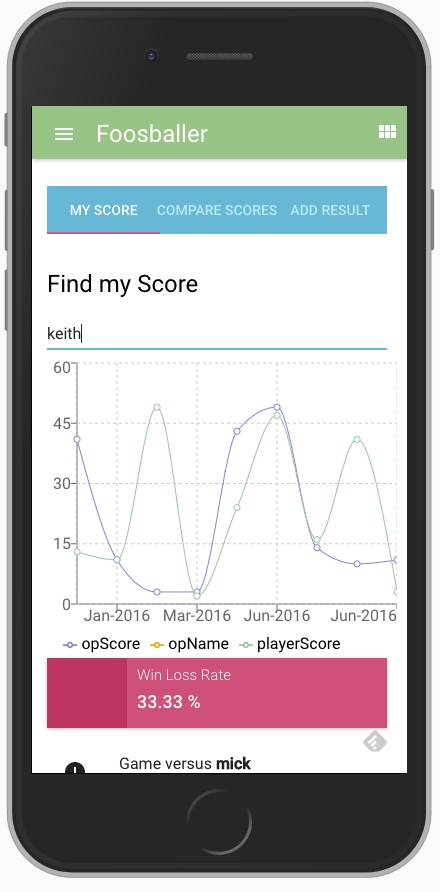 Foosballer
MY SCORE COMPARE SCORES ADD RESULT
Find my Score
keith
60
45
30
15
0
Jan-2016 Mar-2016 Jun-2016 Jun-2016
opScore opName playerScore
Win Loss Rate
33.33 %
Game versus mick